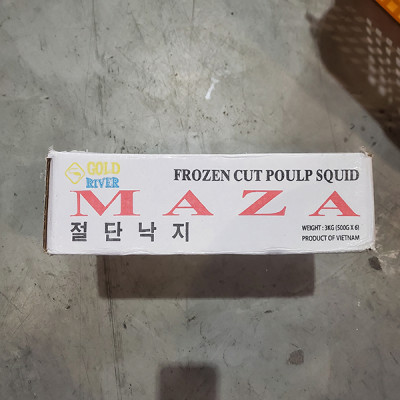 GOLD
RIVER
FROZEN CUT POULP SQUID
MAZA
절단낙지
WEIGHT : 3KG (500G X 6)
PRODUCT OF VIETNAM